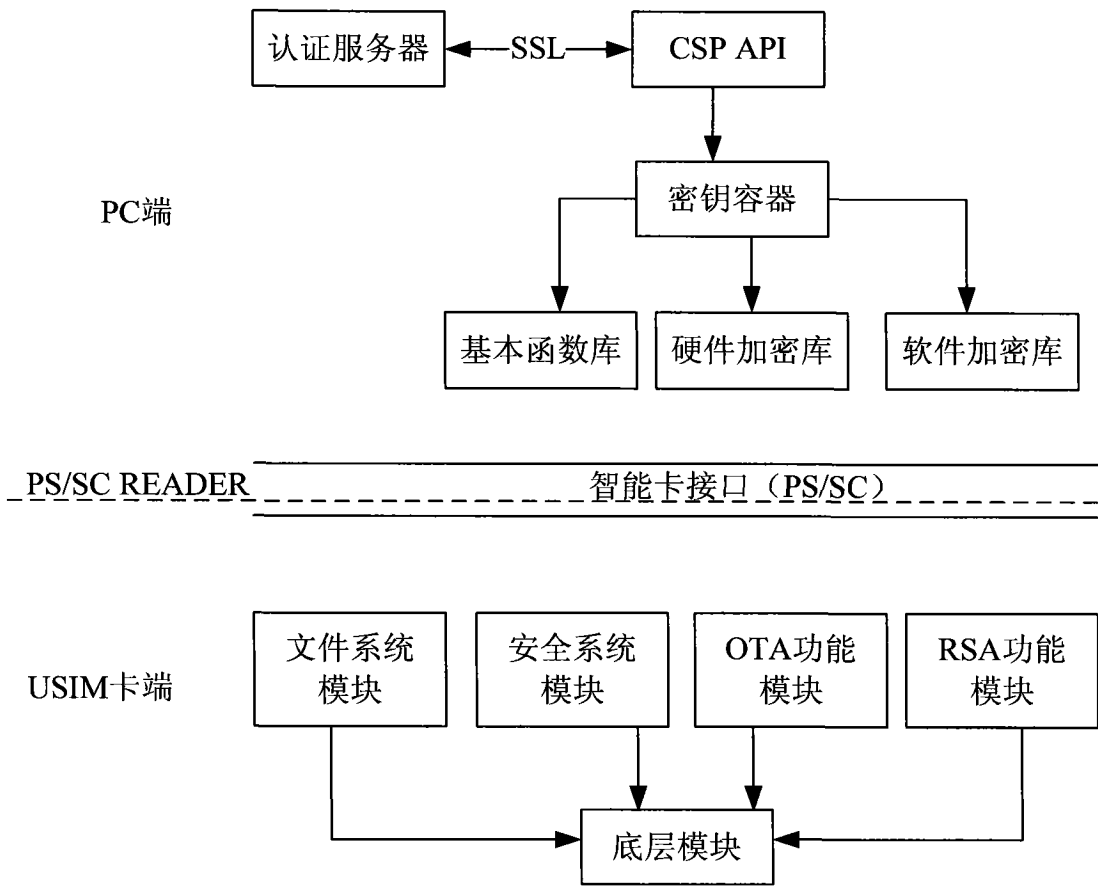 认证服务器
SSL
CSP API
PC端
密钥容器
基本函数库
硬件加密库
软件加密库
PS/SC READER
智能卡接口（PS/SC）
USIM卡端
文件系统
模块
安全系统
模块
OTA功能
模块
RSA功能
模块
底层模块